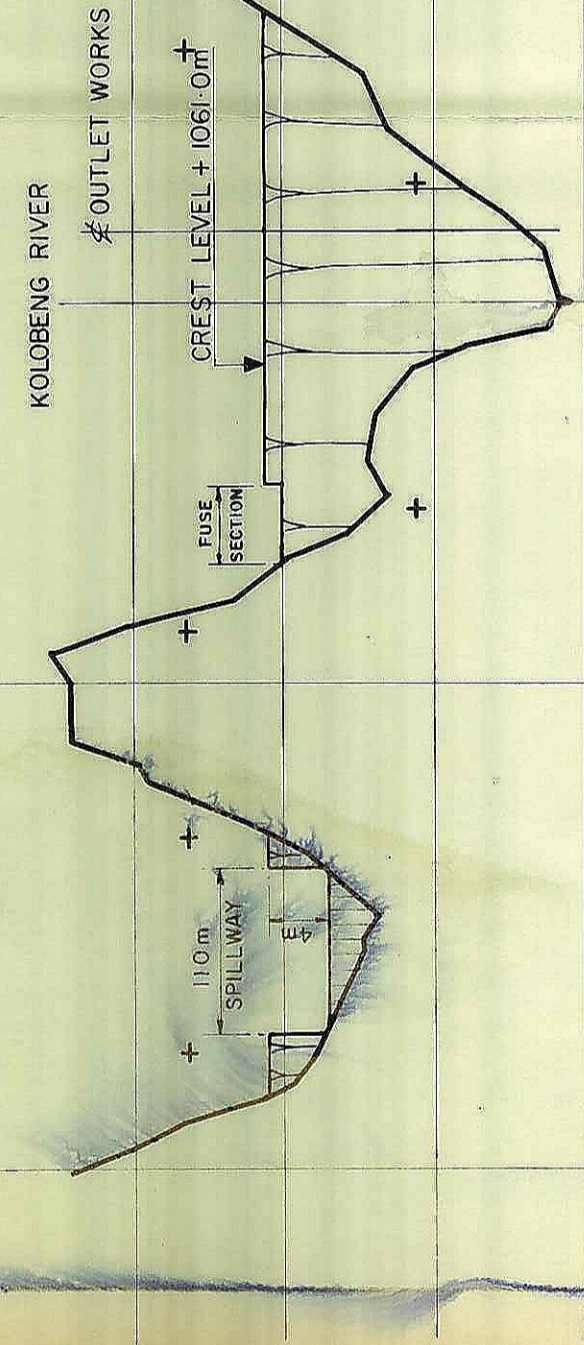 KOLOBENG RIVER
℄ OUTLET WORKS
CREST LEVEL + 1061·0m
FUSE
SECTION
110m
SPILLWAY
4m